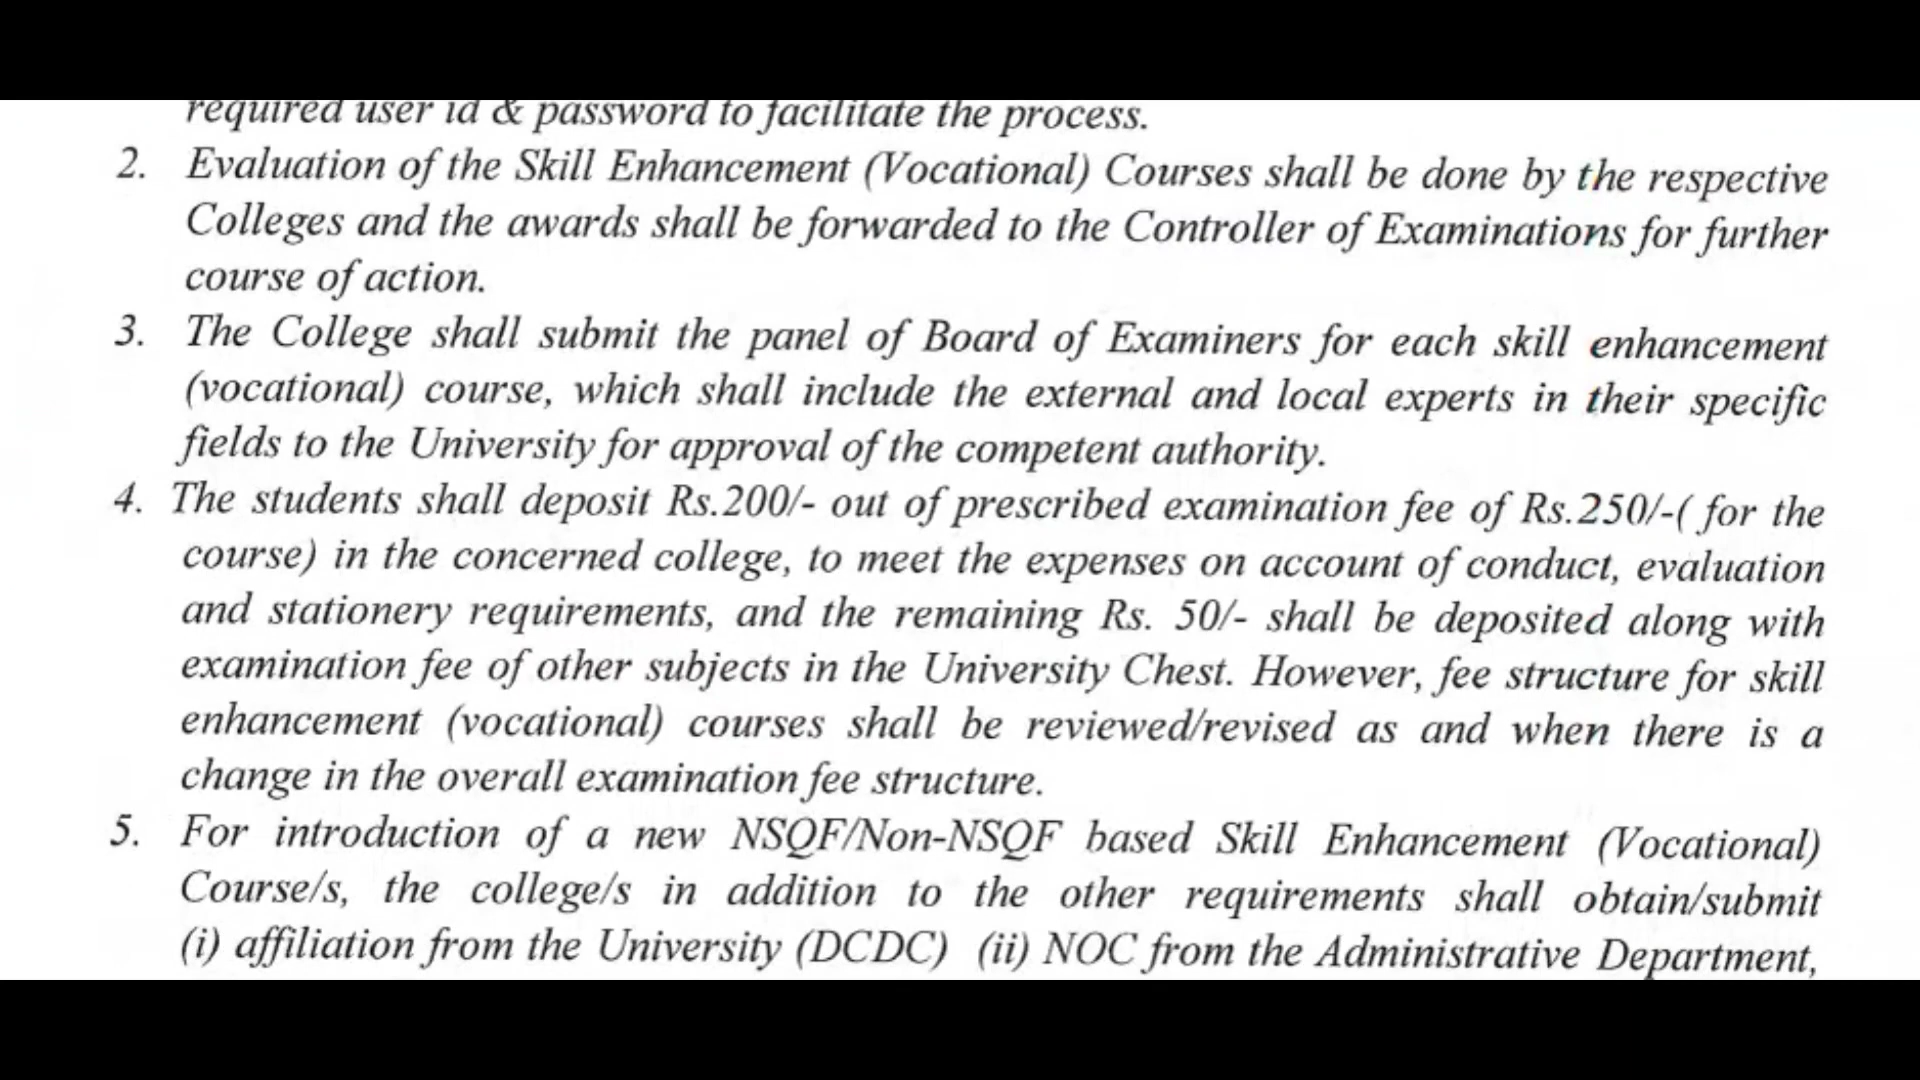 required user id & password to facilitate the process.
2. Evaluation of the Skill Enhancement (Vocational) Courses shall be done by the respective
Colleges and the awards shall be forwarded to the Controller of Examinations for further
course of action.
3. The College shall submit the panel of Board of Examiners for each skill enhancement
(vocational) course, which shall include the external and local experts in their specific
fields to the University for approval of the competent authority.
4. The students shall deposit Rs.200/- out of prescribed examination fee of Rs.250/-( for the
course) in the concerned college, to meet the expenses on account of conduct, evaluation
and stationery requirements, and the remaining Rs. 50/- shall be deposited along with
examination fee of other subjects in the University Chest. However, fee structure for skill
enhancement (vocational) courses shall be reviewed/revised as and when there is a
change in the overall examination fee structure.
5. For introduction of a new NSQF/Non-NSQF based Skill Enhancement (Vocational)
Course/s, the college/s in addition to the other requirements shall obtain/submit
(i) affiliation from the University (DCDC) (ii) NOC from the Administrative Department,